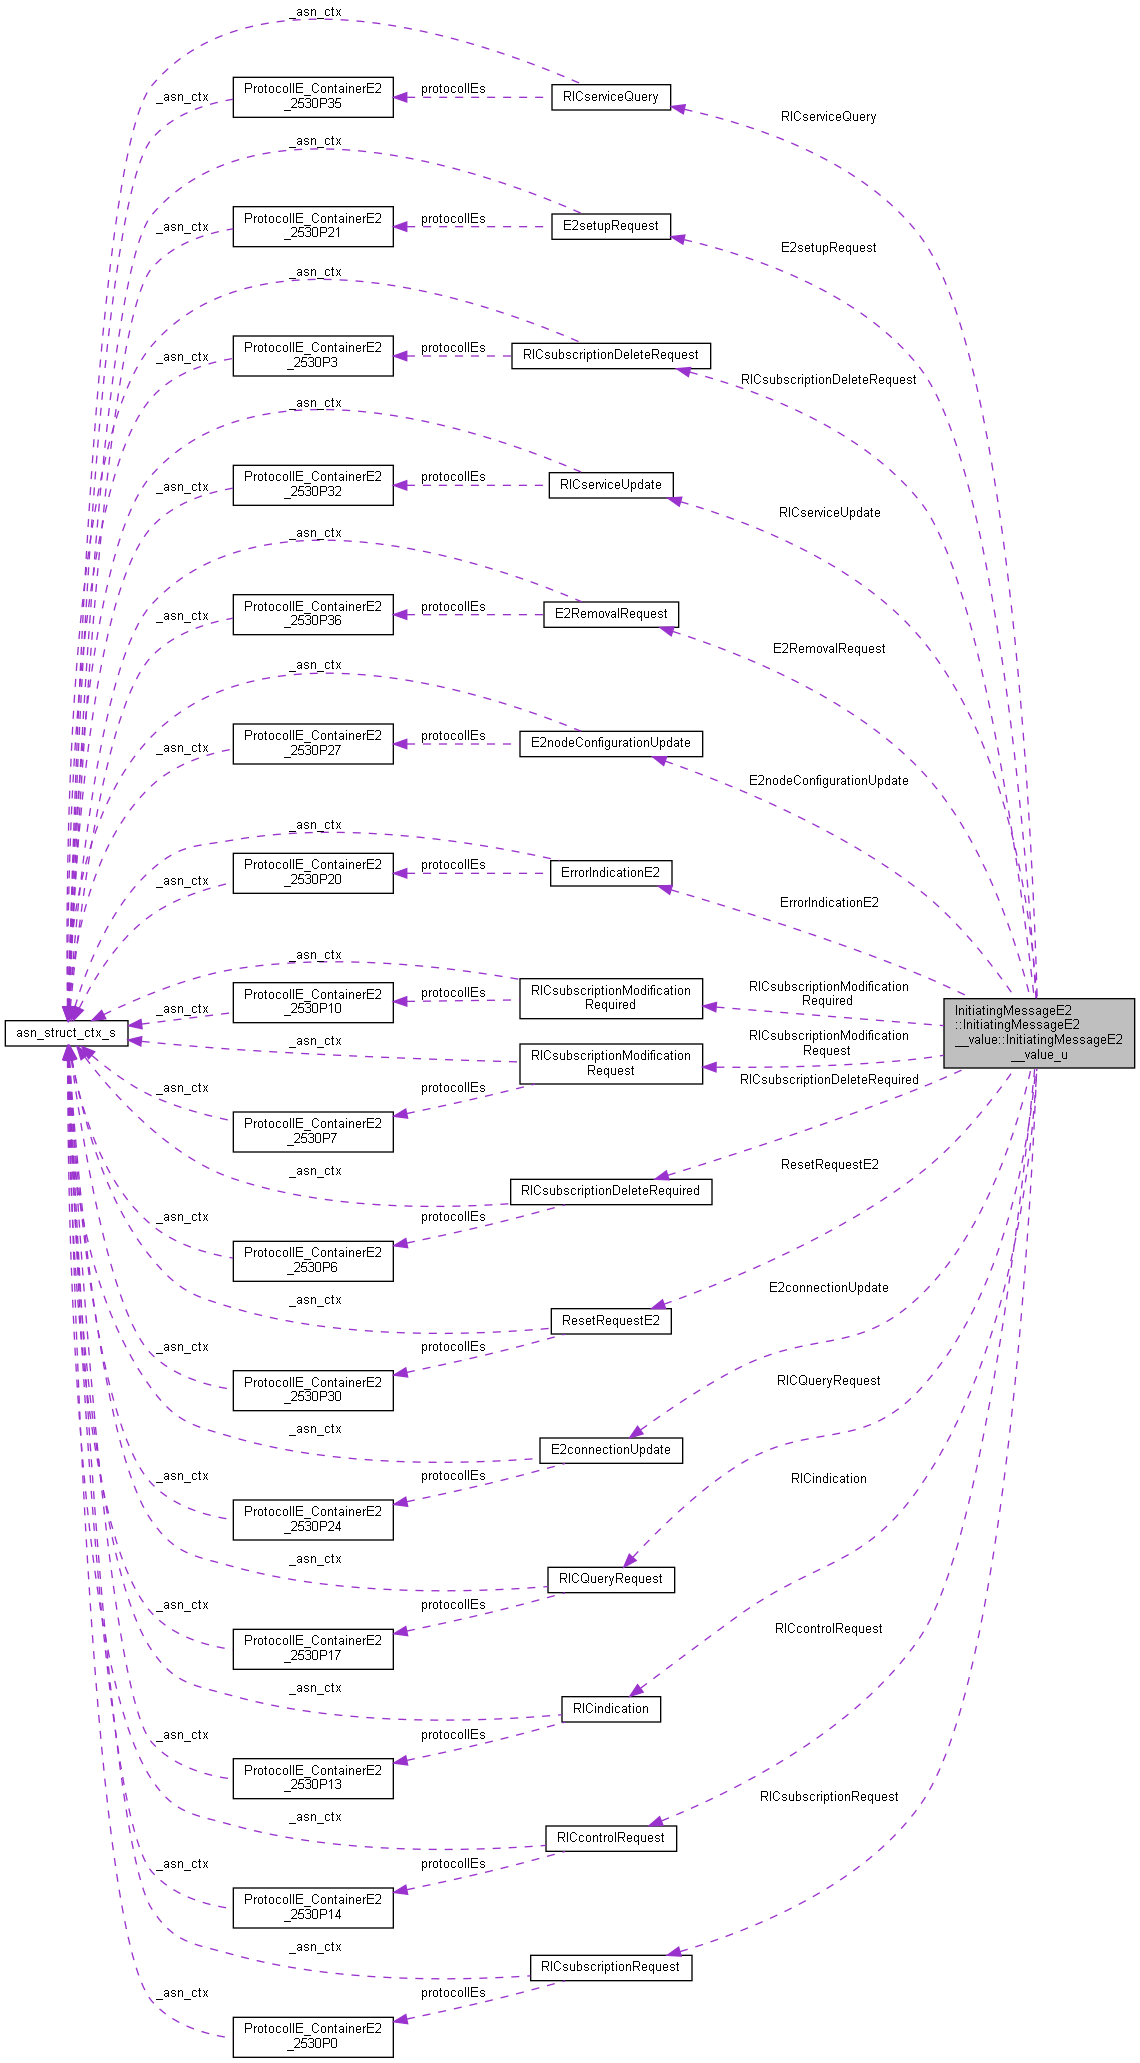 _asn_ctx
ProtocolIE_ContainerE2
_2530P35
_asn_ctx
protocolIEs
RICserviceQuery
RICserviceQuery
_asn_ctx
ProtocolIE_ContainerE2
_2530P21
_asn_ctx
protocolIEs
E2setupRequest
E2setupRequest
_asn_ctx
ProtocolIE_ContainerE2
_2530P3
_asn_ctx
protocolIEs
RICsubscriptionDeleteRequest
RICsubscriptionDeleteRequest
_asn_ctx
ProtocolIE_ContainerE2
_2530P32
_asn_ctx
protocolIEs
RICserviceUpdate
RICserviceUpdate
_asn_ctx
ProtocolIE_ContainerE2
_2530P36
_asn_ctx
protocolIEs
E2RemovalRequest
E2RemovalRequest
_asn_ctx
ProtocolIE_ContainerE2
_2530P27
_asn_ctx
protocolIEs
E2nodeConfigurationUpdate
E2nodeConfigurationUpdate
_asn_ctx
ProtocolIE_ContainerE2
_2530P20
_asn_ctx
protocolIEs
ErrorIndicationE2
ErrorIndicationE2
_asn_ctx
ProtocolIE_ContainerE2
_2530P10
_asn_ctx
protocolIEs
RICsubscriptionModification
Required
RICsubscriptionModification
Required
asn_struct_ctx_s
InitiatingMessageE2
::InitiatingMessageE2
__value::InitiatingMessageE2
__value_u
_asn_ctx
RICsubscriptionModification
Request
RICsubscriptionModification
Request
_asn_ctx
protocolIEs
ProtocolIE_ContainerE2
_2530P7
RICsubscriptionDeleteRequired
_asn_ctx
RICsubscriptionDeleteRequired
_asn_ctx
protocolIEs
ProtocolIE_ContainerE2
_2530P6
ResetRequestE2
_asn_ctx
ResetRequestE2
_asn_ctx
protocolIEs
ProtocolIE_ContainerE2
_2530P30
E2connectionUpdate
_asn_ctx
E2connectionUpdate
_asn_ctx
protocolIEs
ProtocolIE_ContainerE2
_2530P24
RICQueryRequest
_asn_ctx
RICQueryRequest
_asn_ctx
protocolIEs
ProtocolIE_ContainerE2
_2530P17
RICindication
_asn_ctx
RICindication
_asn_ctx
protocolIEs
ProtocolIE_ContainerE2
_2530P13
RICcontrolRequest
_asn_ctx
RICcontrolRequest
_asn_ctx
protocolIEs
ProtocolIE_ContainerE2
_2530P14
RICsubscriptionRequest
_asn_ctx
RICsubscriptionRequest
_asn_ctx
protocolIEs
ProtocolIE_ContainerE2
_2530P0